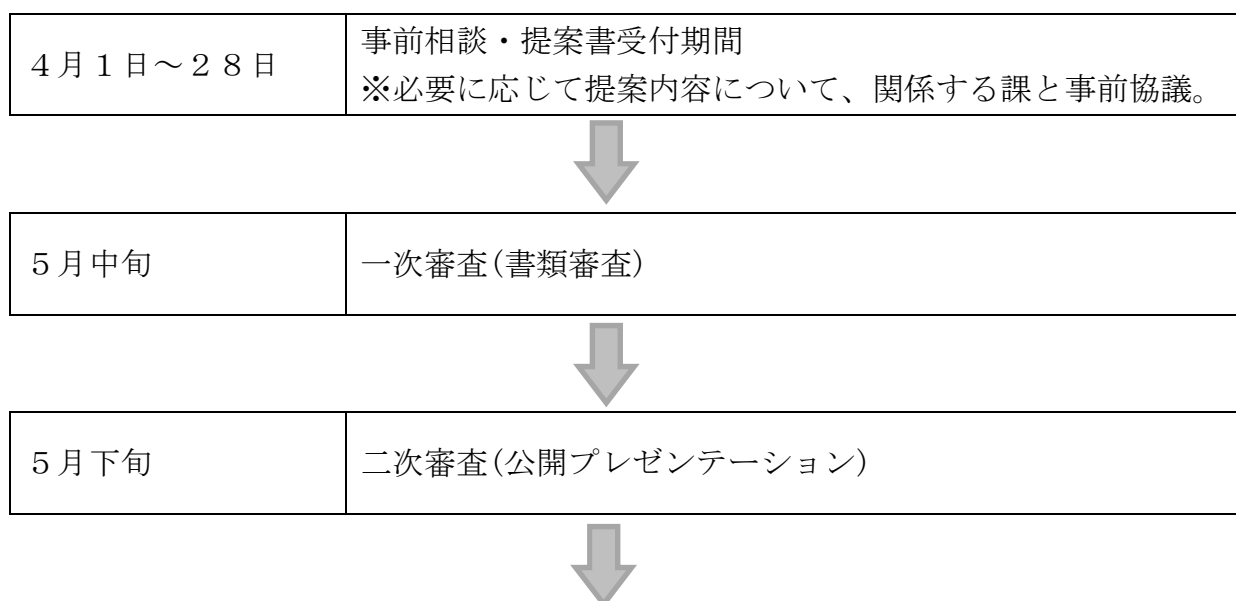 ４月１日～２８日
事前相談・提案書受付期間
※必要に応じて提案内容について、関係する課と事前協議。
５月中旬
一次審査(書類審査)
５月下旬
二次審査(公開プレゼンテーション)